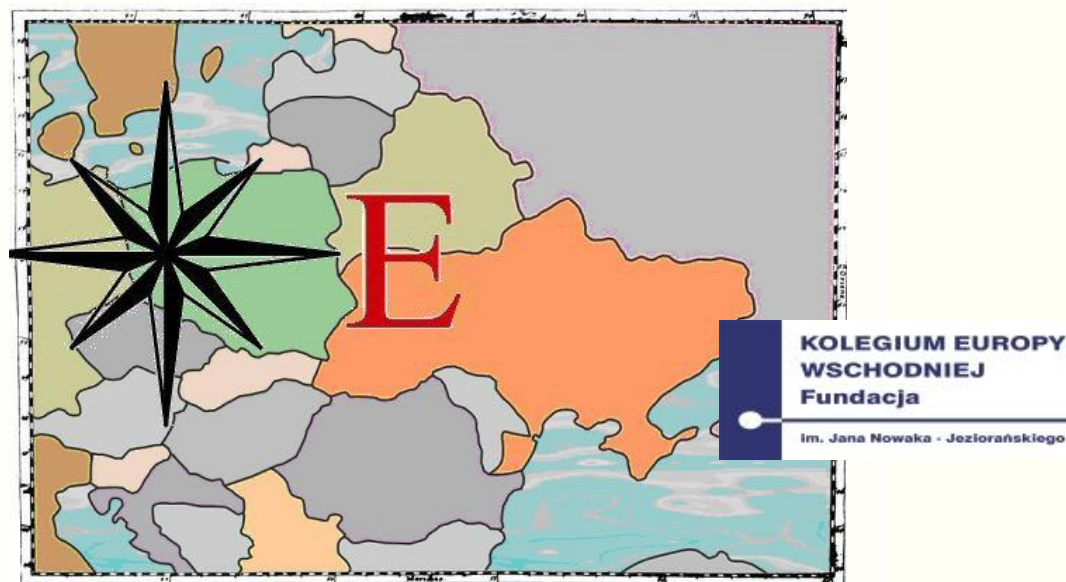 E
KOLEGIUM EUROPY
WSCHODNIEJ
Fundacja
im. Jana Nowaka - Jeziorańskiego